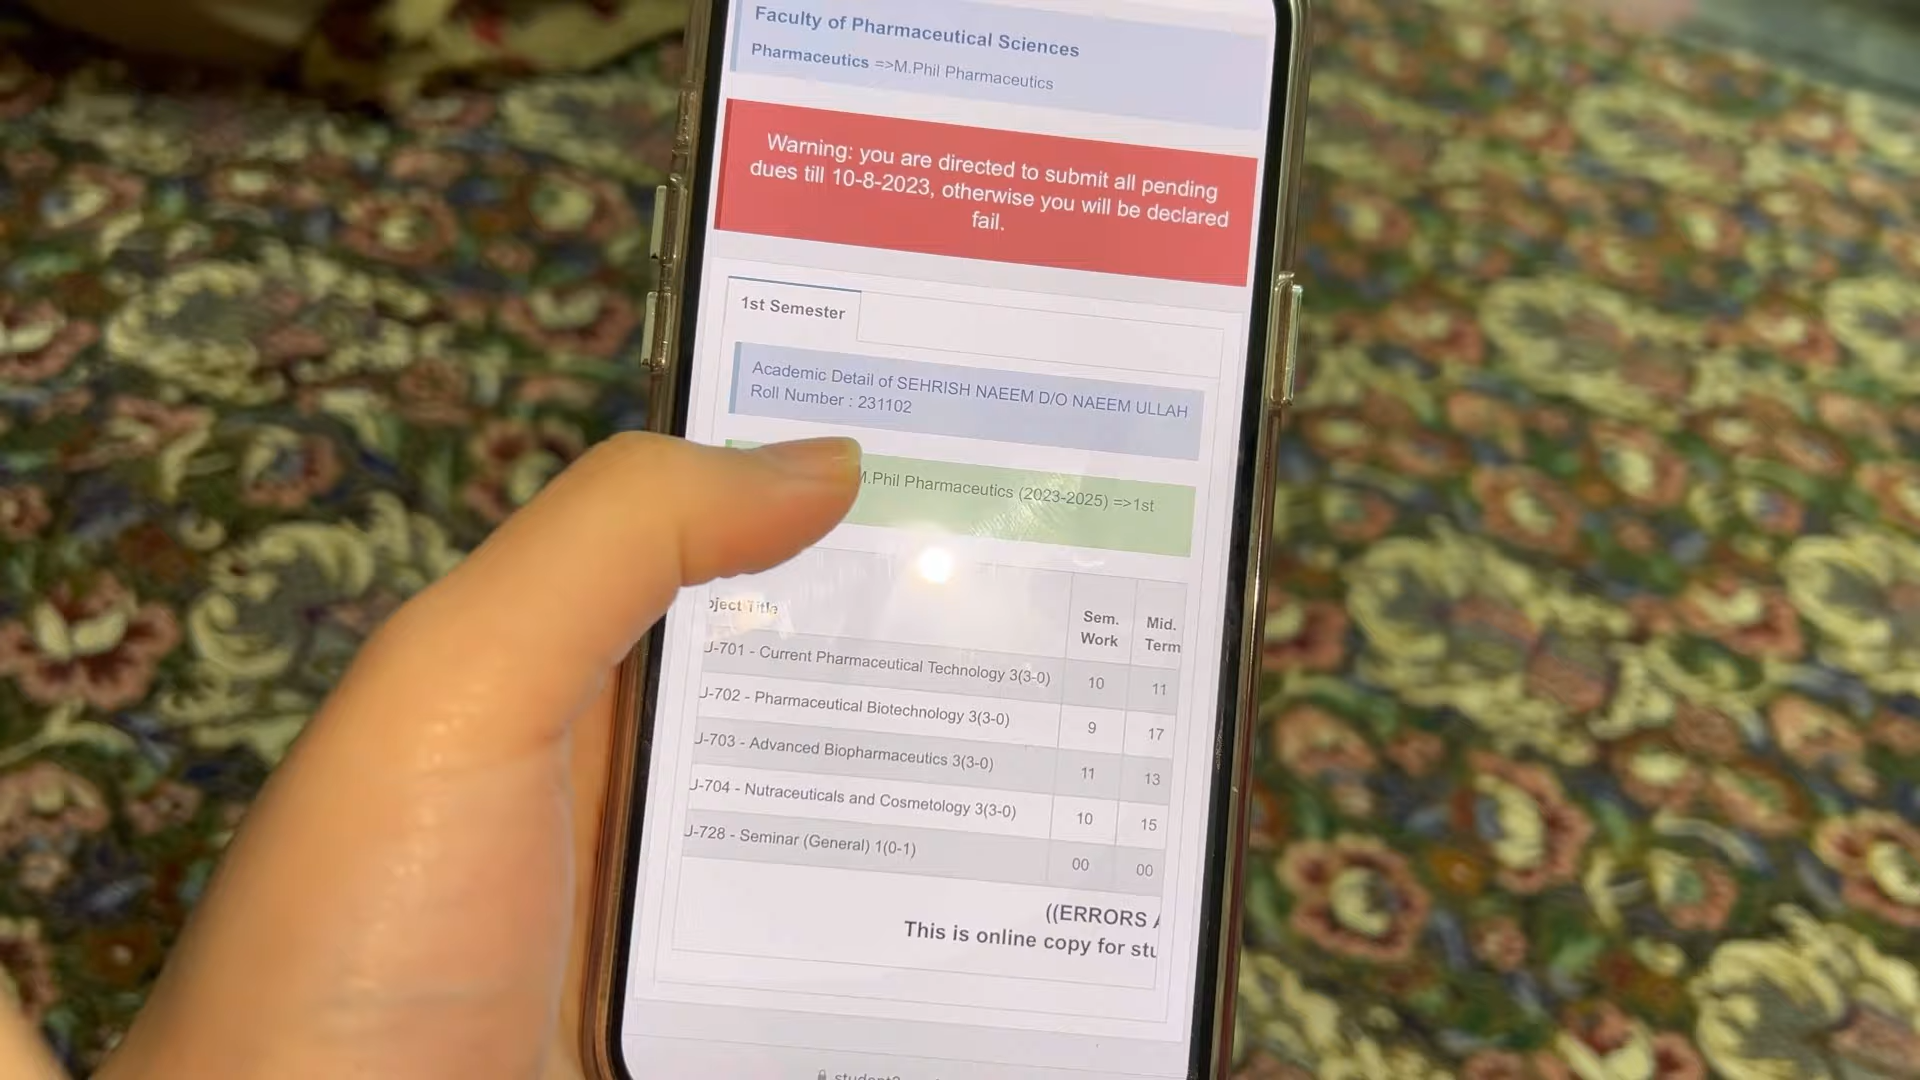 Faculty of Pharmaceutical Sciences
Pharmaceutics =>M.Phil Pharmaceutics
Warning: you are directed to submit all pending
dues till 10-8-2023, otherwise you will be declared
fail.
1st Semester
Academic Detail of SEHRISH NAEEM D/O NAEEM ULLAH
Roll Number : 231102
M.Phil Pharmaceutics (2023-2025) =>1st
Title Sem. Work Mid. Term
J-701 - Current Pharmaceutical Technology 3(3-0) 10 11
J-702 - Pharmaceutical Biotechnology 3(3-0) 9 17
J-703 - Advanced Biopharmaceutics 3(3-0) 11 13
J-704 - Nutraceuticals and Cosmetology 3(3-0) 10 15
J-728 - Seminar (General) 1(0-1) 00 00
((ERRORS
This is online copy for